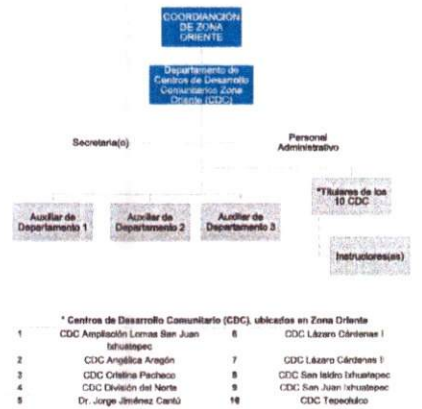 COORDIANCIÓN
DE ZONA
ORIENTE
Departamento de
Centros de Desarrollo
Comunitarios Zona
Oriente (CDC)
Secretaria(o)
Personal
Administrativo
*Titulares de los
10 CDC
Auxiliar de
Departamento 1
Auxiliar de
Departamento 2
Auxiliar de
Departamento 3
Instructores(as)
* Centros de Desarrollo Comunitario (CDC), ubicados en Zona Oriente
1 CDC Ampliación Lomas San Juan Ixhuatepec
6 CDC Lázaro Cárdenas I
2 CDC Angélica Aragón
7 CDC Lázaro Cárdenas II
3 CDC Cristina Pacheco
8 CDC San Isidro Ixhuatepec
4 CDC División del Norte
9 CDC San Juan Ixhuatepec
5 Dr. Jorge Jiménez Cantú
10 CDC Tepeolulco